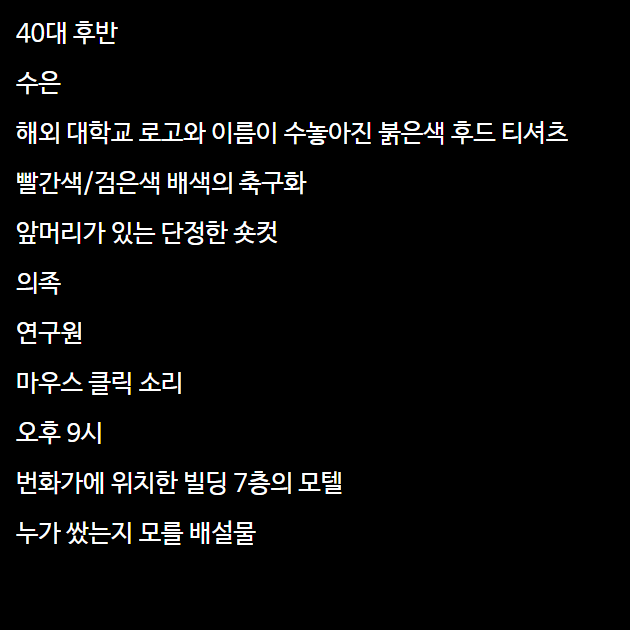 40대 후반
수은
해외 대학교 로고와 이름이 수놓아진 붉은색 후드 티셔츠
빨간색/검은색 배색의 축구화
앞머리가 있는 단정한 숏컷
의족
연구원
마우스 클릭 소리
오후 9시
번화가에 위치한 빌딩 7층의 모텔
누가 쌌는지 모를 배설물